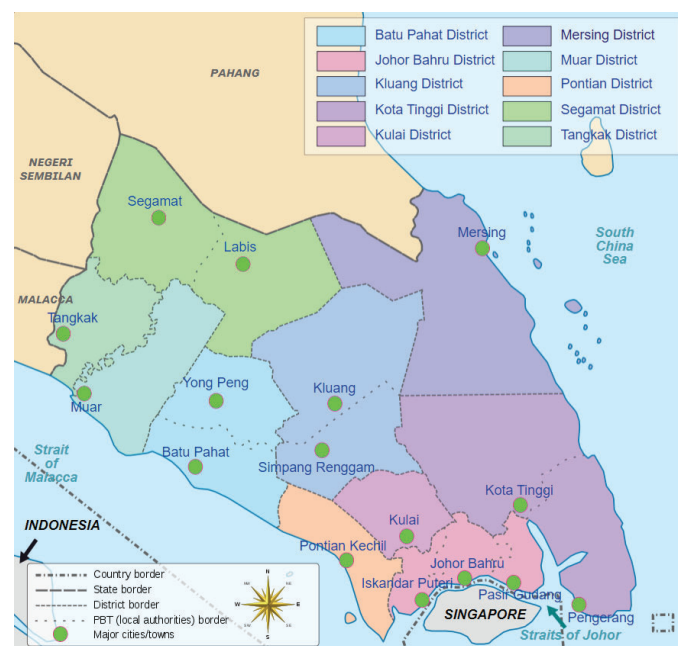 Batu Pahat District
Johor Bahru District
Kluang District
Kota Tinggi District
Kulai District
Mersing District
Muar District
Pontian District
Segamat District
Tangkak District
PAHANG
NEGERI
SEMBILAN
Segamat
Labis
Mersing
South
China
Sea
MALACCA
Tangkak
Yong Peng
Kluang
Muar
Batu Pahat
Simpang Renggam
Strait
of
Malacca
Kota Tinggi
Kulai
INDONESIA
Pontian Kechil
Johor Bahru
Iskandar Puteri
Pasir Gudang
SINGAPORE
Pengerang
Straits of Johor
Country border
State border
District border
PBT (local authorities) border
Major cities/towns
N
W
E
S